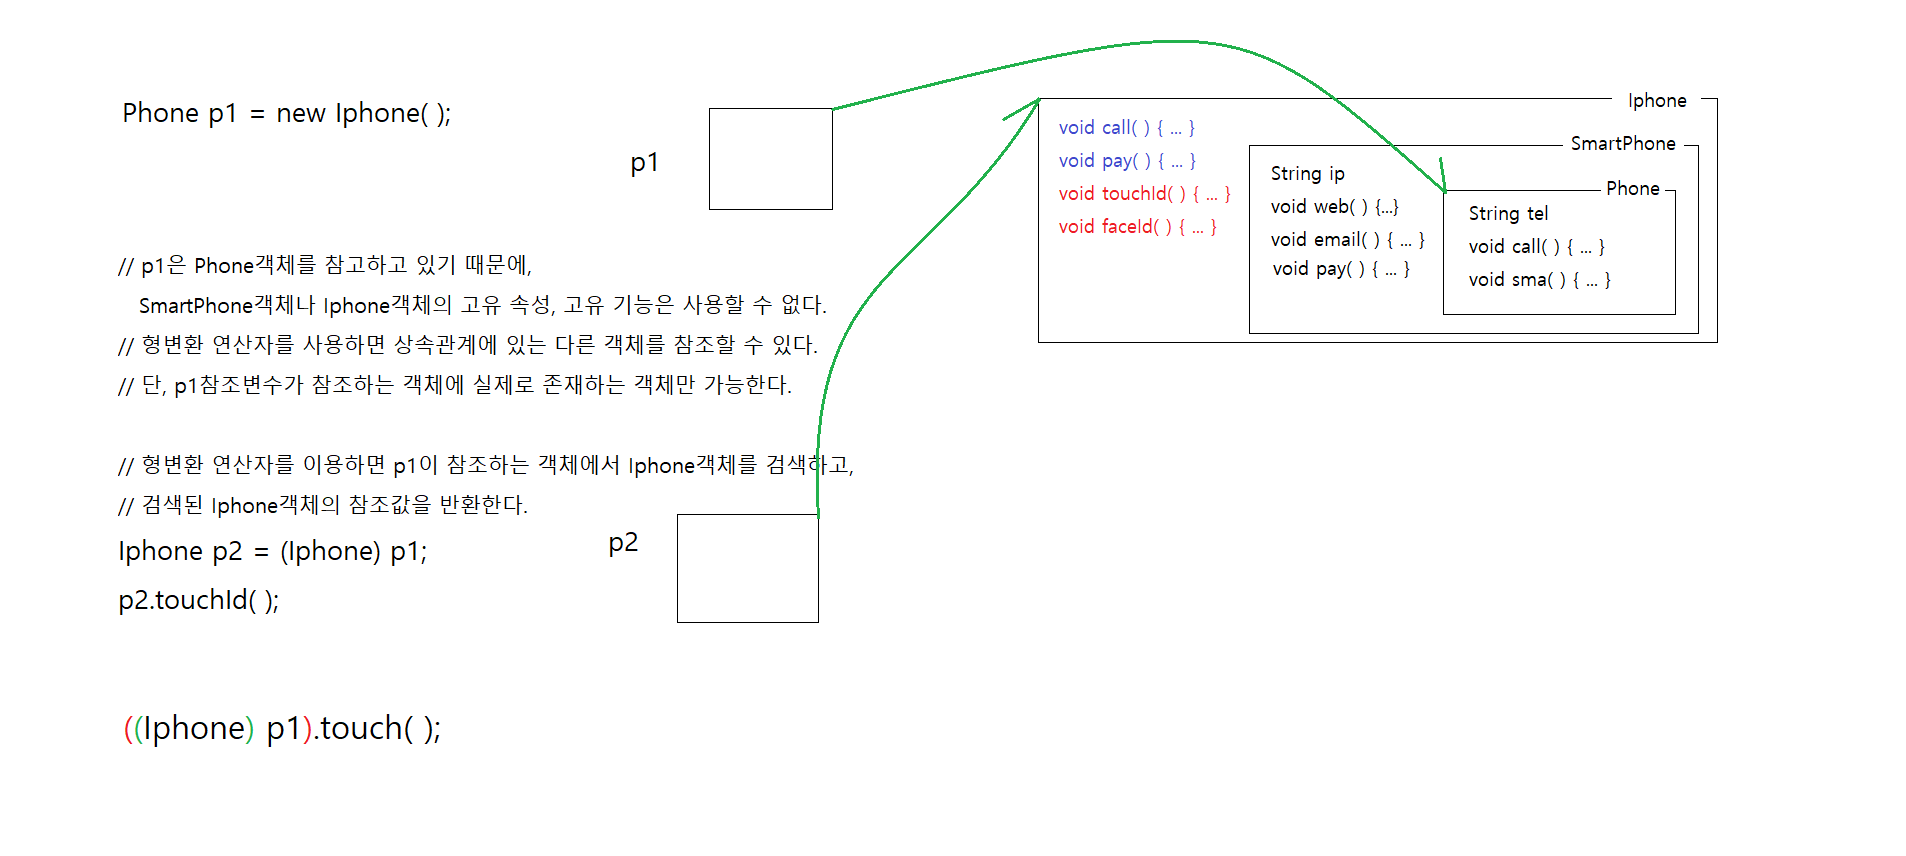 Phone p1 = new Iphone( );
p1
// p1은 Phone객체를 참고하고 있기 때문에,
SmartPhone객체나 Iphone객체의 고유 속성, 고유 기능은 사용할 수 없다.
// 형변환 연산자를 사용하면 상속관계에 있는 다른 객체를 참조할 수 있다.
// 단, p1참조변수가 참조하는 객체에 실제로 존재하는 객체만 가능한다.
// 형변환 연산자를 이용하면 p1이 참조하는 객체에서 Iphone객체를 검색하고,
// 검색된 Iphone객체의 참조값을 반환한다.
Iphone p2 = (Iphone) p1;
p2.touchId( );
p2
((Iphone) p1).touch( );
Iphone
void call( ) { ... }
void pay( ) { ... }
void touchId( ) { ... }
void faceId( ) { ... }
SmartPhone
String ip
void web( ) {...}
void email( ) { ... }
void pay( ) { ... }
Phone
String tel
void call( ) { ... }
void sma( ) { ... }